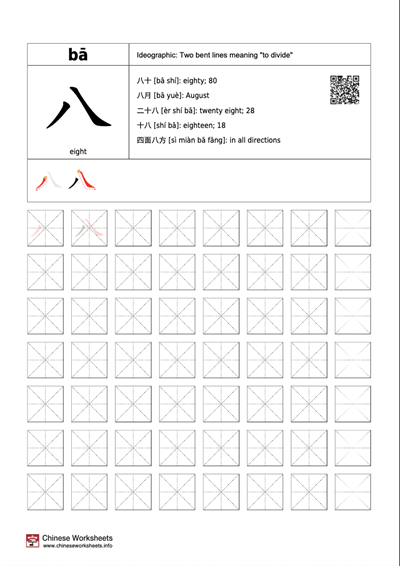 bā
Ideographic: Two bent lines meaning "to divide"
八
eight
八十 [bā shí]: eighty; 80
八月 [bā yuè]: August
二十八 [èr shí bā]: twenty eight; 28
十八 [shí bā]: eighteen; 18
四面八方 [sì miàn bā fāng]: in all directions
八 八
Chinese Worksheets
www.chineseworksheets.info